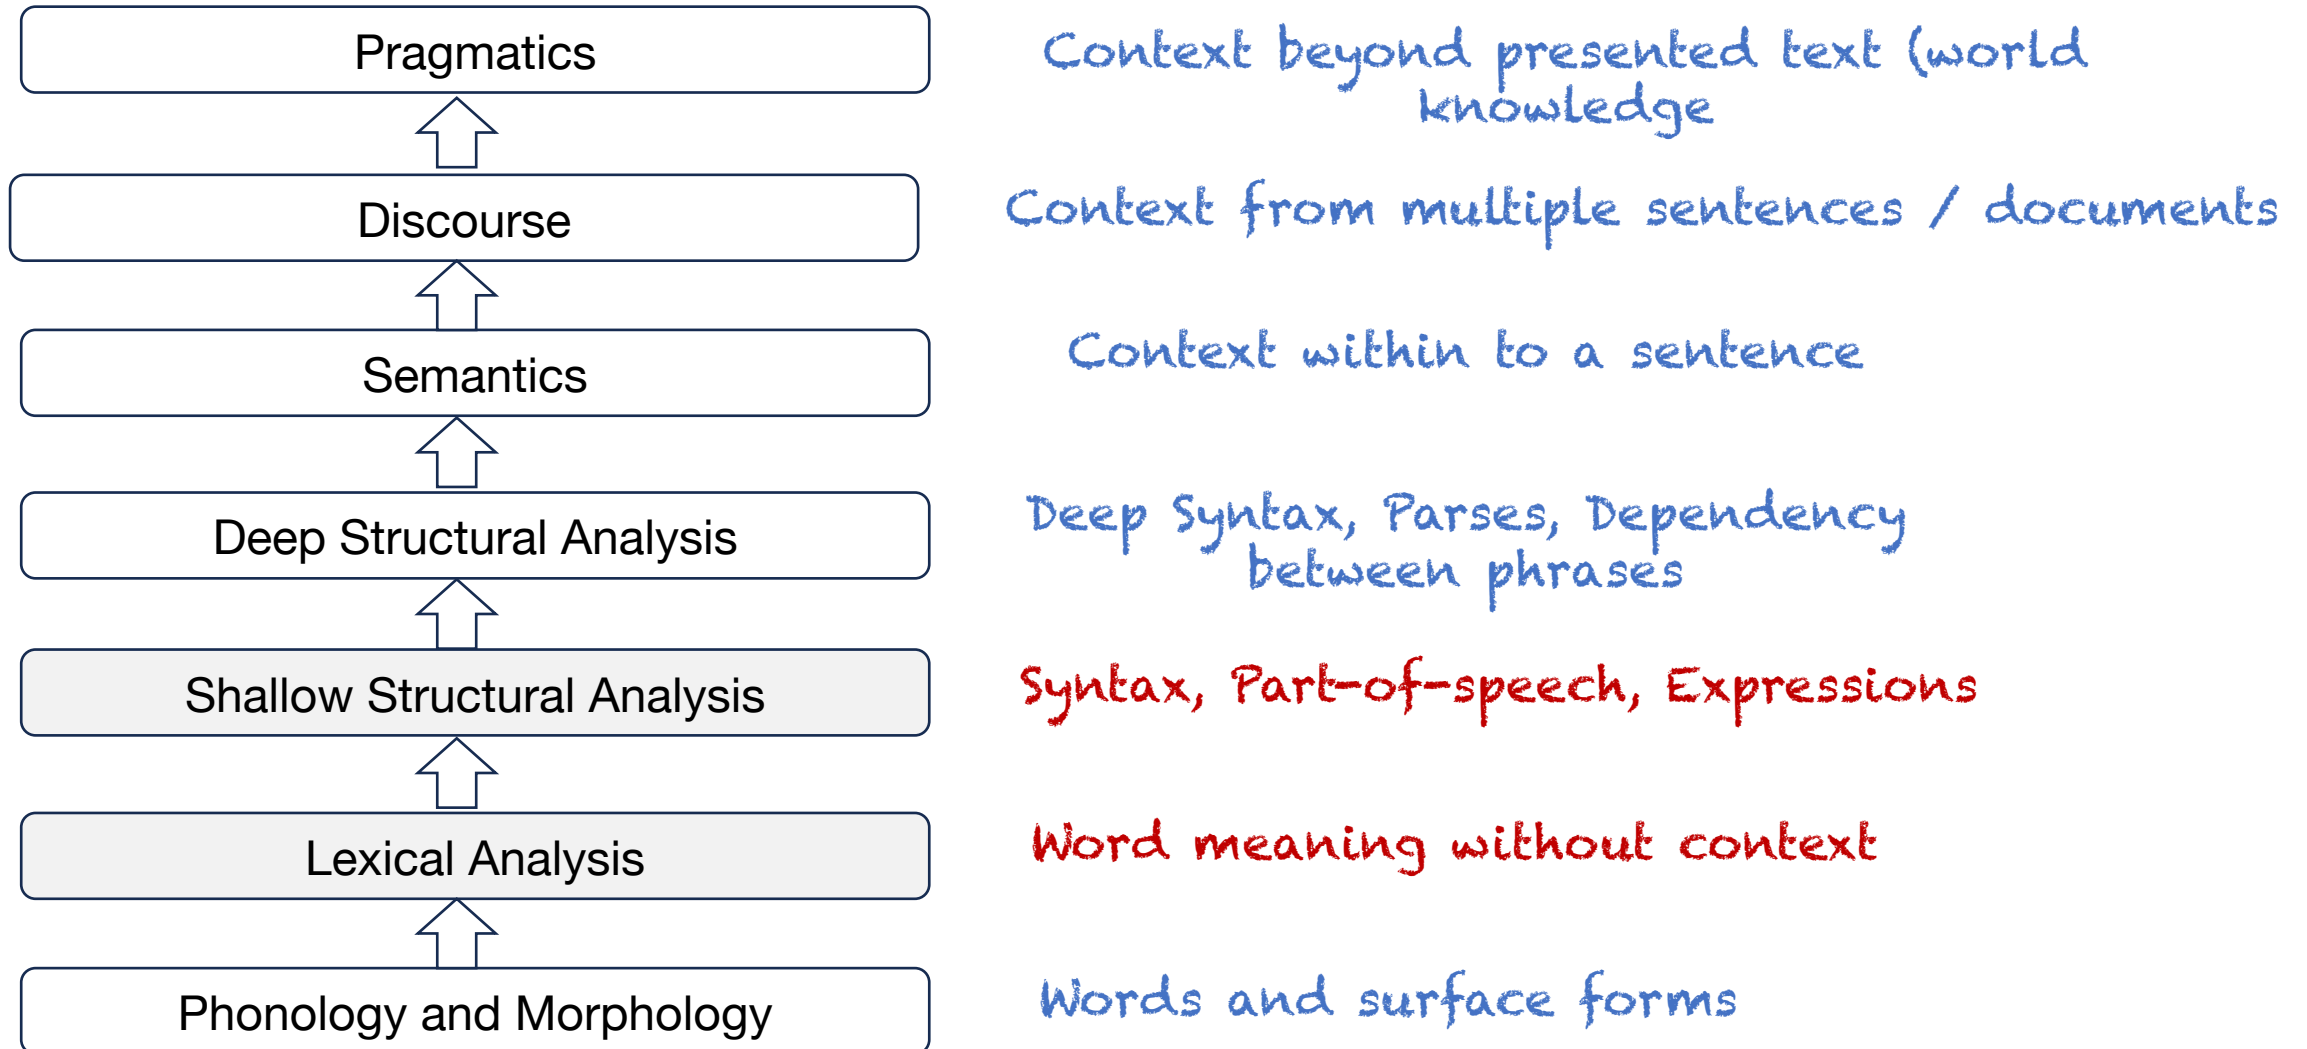 Pragmatics
Context beyond presented text (world
knowledge
Discourse
Context from multiple sentences / documents
Semantics
Context within to a sentence
Deep Structural Analysis
Deep Syntax, Parses, Dependency
between phrases
Shallow Structural Analysis
Syntax, Part-of-speech, Expressions
Lexical Analysis
Word meaning without context
Phonology and Morphology
Words and surface forms